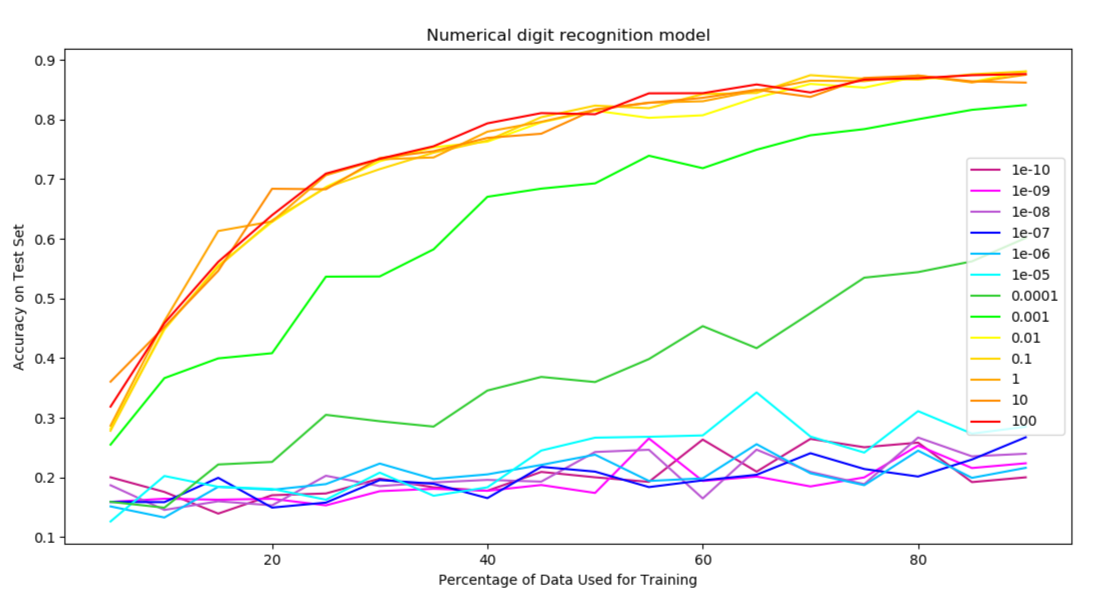 Numerical digit recognition model
Accuracy on Test Set
0.9
0.8
0.7
0.6
0.5
0.4
0.3
0.2
0.1
1e-10
1e-09
1e-08
1e-07
1e-06
1e-05
0.0001
0.001
0.01
0.1
1
10
100
20 40 60 80
Percentage of Data Used for Training